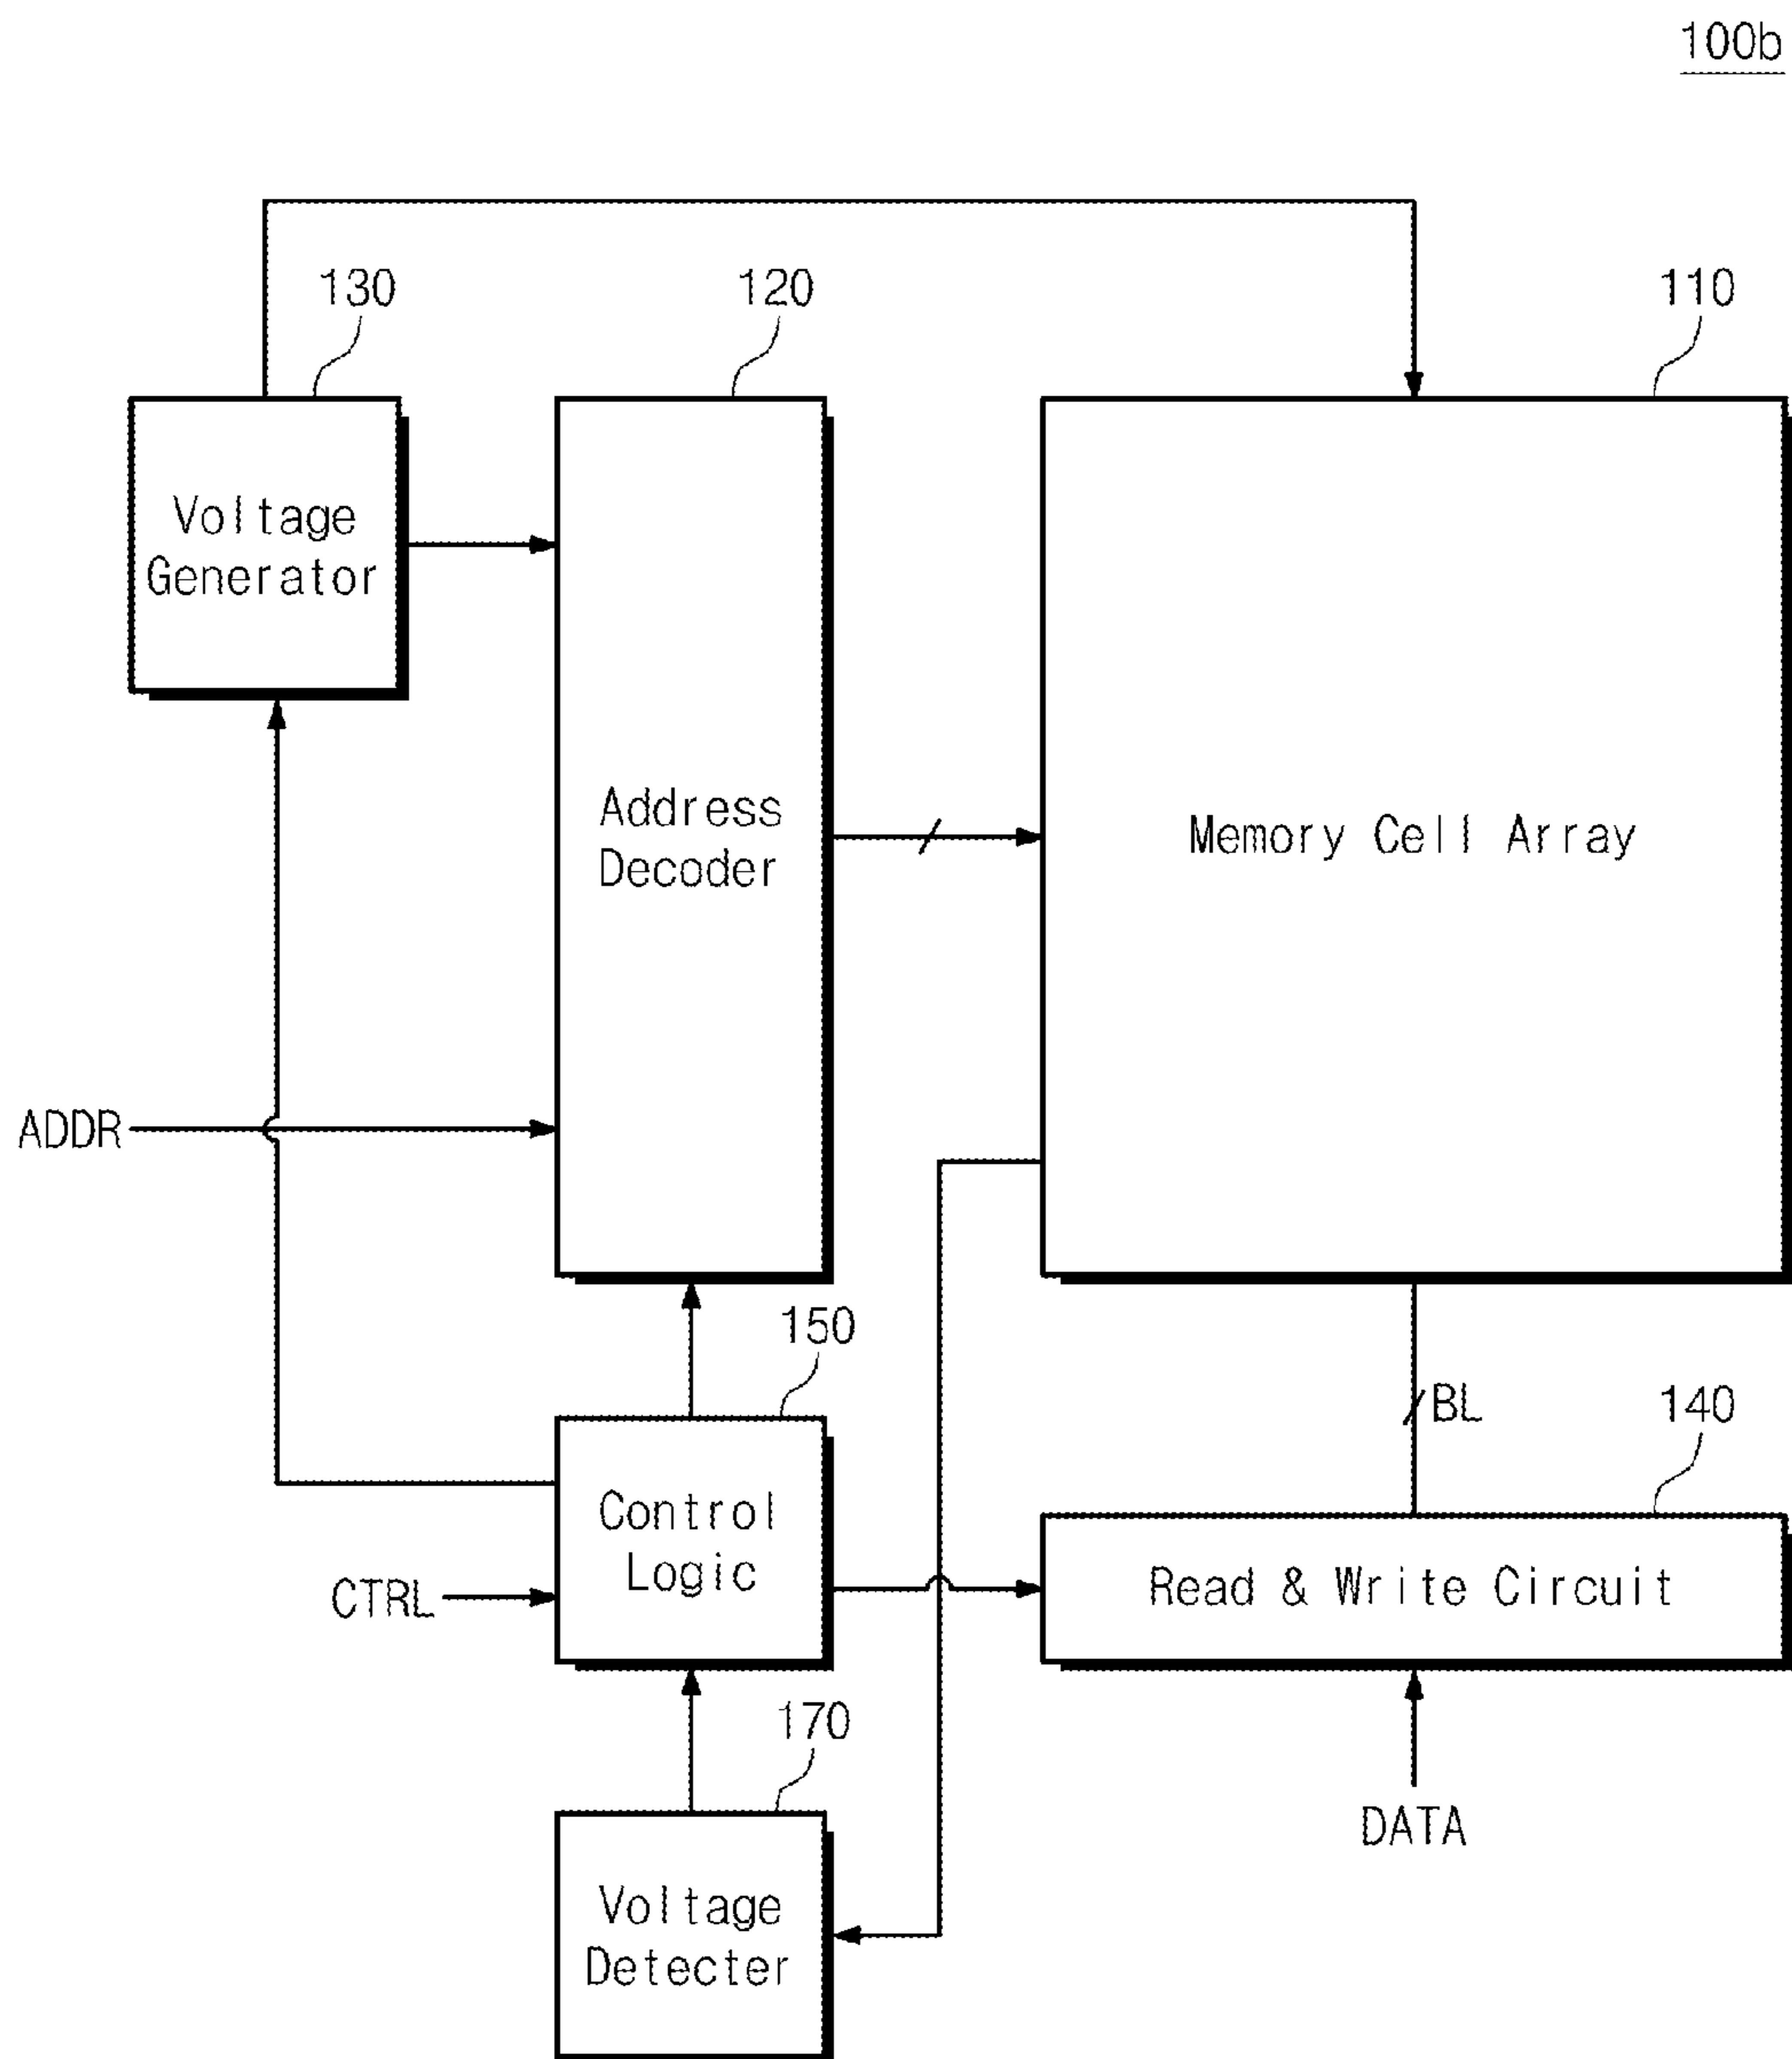 100b
130
120
110
Voltage
Generator
Address
Decoder
Memory Cell Array
ADDR
150
BL
140
Control
Logic
Read & Write Circuit
CTRL
170
DATA
Voltage
Detecter